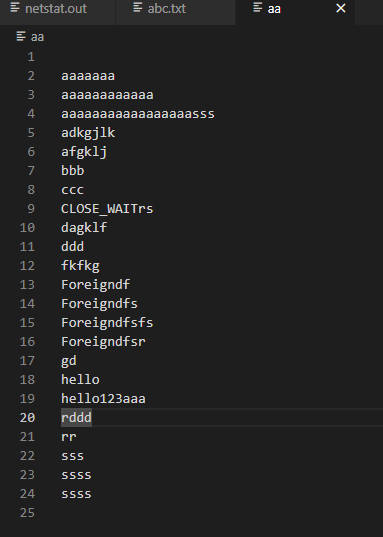 netstat.out abc.txt aa ×
aa
1
2 aaaaaaa
3 aaaaaaaaaaaa
4 aaaaaaaaaaaaaaaaasss
5 adkgjlk
6 afgklj
7 bbb
8 ccc
9 CLOSE_WAITrs
10 dagklf
11 ddd
12 fkfkg
13 Foreigndf
14 Foreigndfs
15 Foreigndfsfs
16 Foreigndfsr
17 gd
18 hello
19 hello123aaa
20 rddd
21 rr
22 sss
23 ssss
24 ssss
25